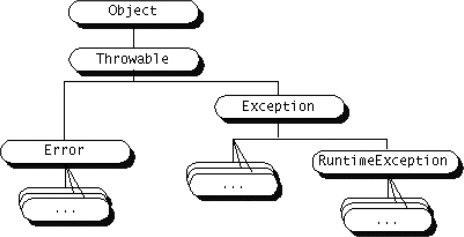 Object
Throwable
Exception
Error
RuntimeException
...
...
...